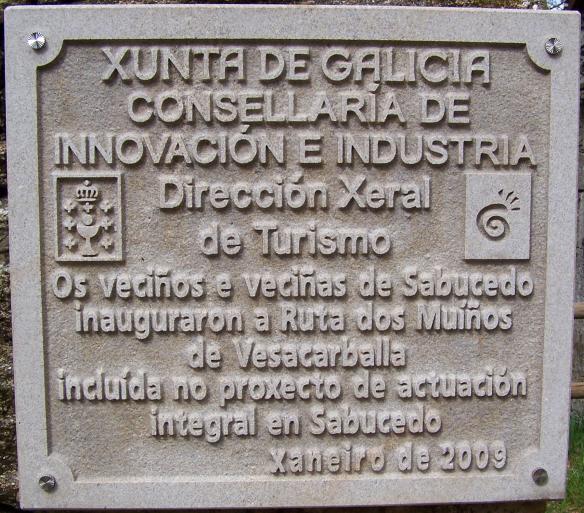 XUNTA DE GALICIA
CONSELLARÍA DE
INNOVACIÓN E INDUSTRIA
Dirección Xeral
de Turismo
Os veciños e veciñas de Sabucedo
inauguraron a Ruta dos Muíños
de Vesacarballa
incluída no proxecto de actuación
integral en Sabucedo
Xaneiro de 2009